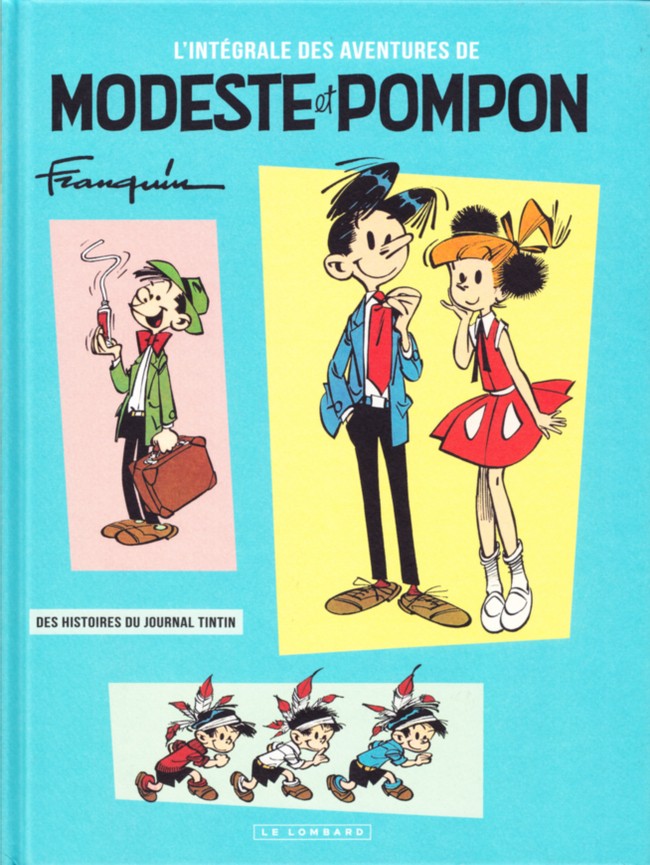 L'INTÉGRALE DES AVENTURES DE
MODESTE et POMPON
Franquin
DES HISTOIRES DU JOURNAL TINTIN
LE LOMBARD